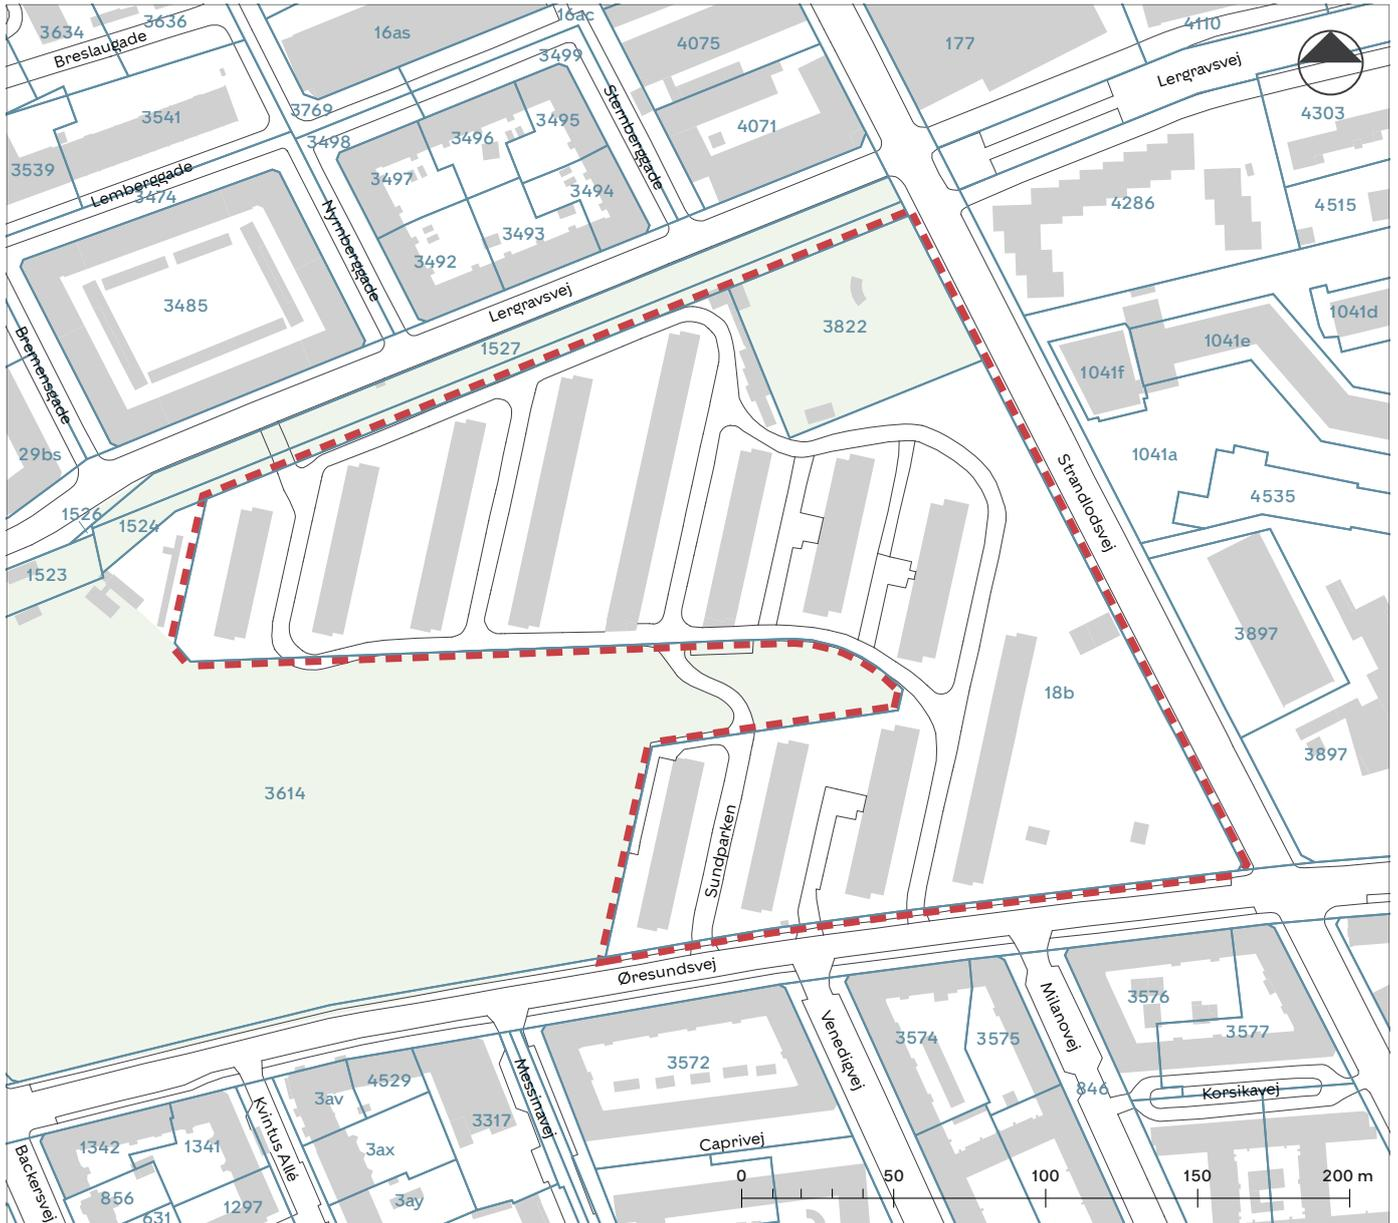 3634
3636
16as
16ac
4075
177
4110
Breslaugade
3499
Lergravsvej
3541
3769
3498
3496
3495
4071
4303
Sternberggade
3539
Lemberggade
3474
3497
3494
4286
4515
Nyrnberggade
3493
3492
3485
Lergravsvej
1527
3822
1041d
1041e
1041f
Bremensgade
29bs
1041a
4535
Strandlodsvej
1526
1524
1523
3897
18b
3897
3614
Sundparken
Øresundsvej
3576
3577
3574
3575
Milanovej
Venedigvej
3572
846
Korsikavej
4529
3av
3317
Messinavej
Kvintus Allé
1342
1341
3ax
Caprivej
Backersvej
856
631
1297
3ay
0 50 100 150 200 m